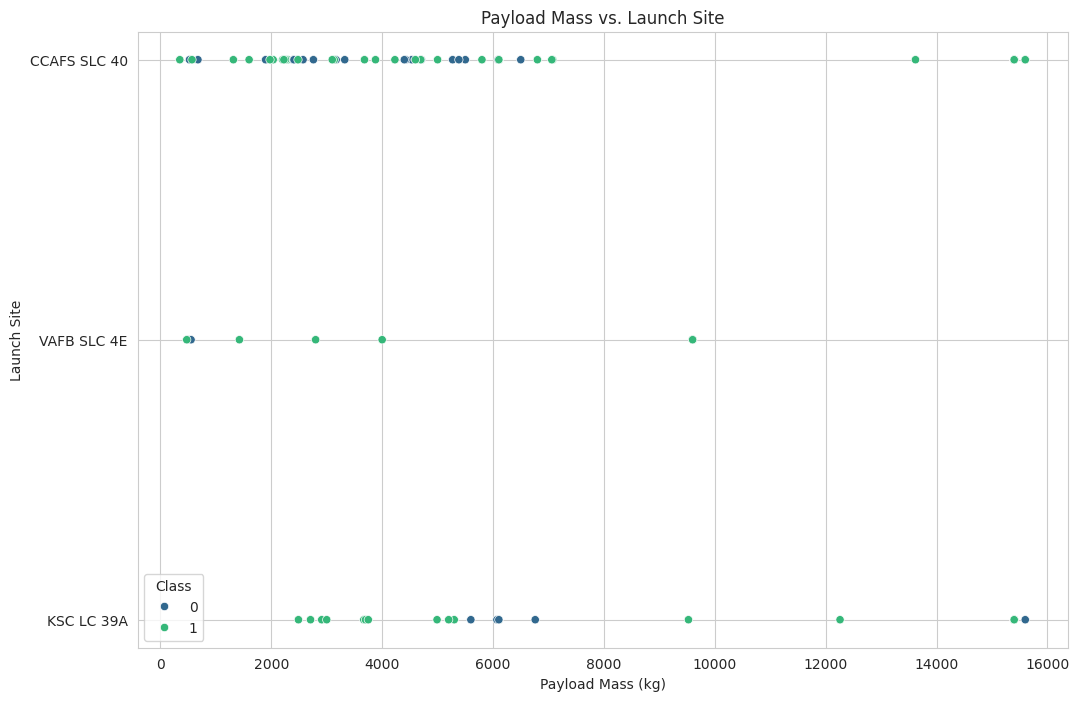 Payload Mass vs. Launch Site
CCAFS SLC 40
VAFB SLC 4E
KSC LC 39A
Launch Site
Class
0
1
0 2000 4000 6000 8000 10000 12000 14000 16000
Payload Mass (kg)